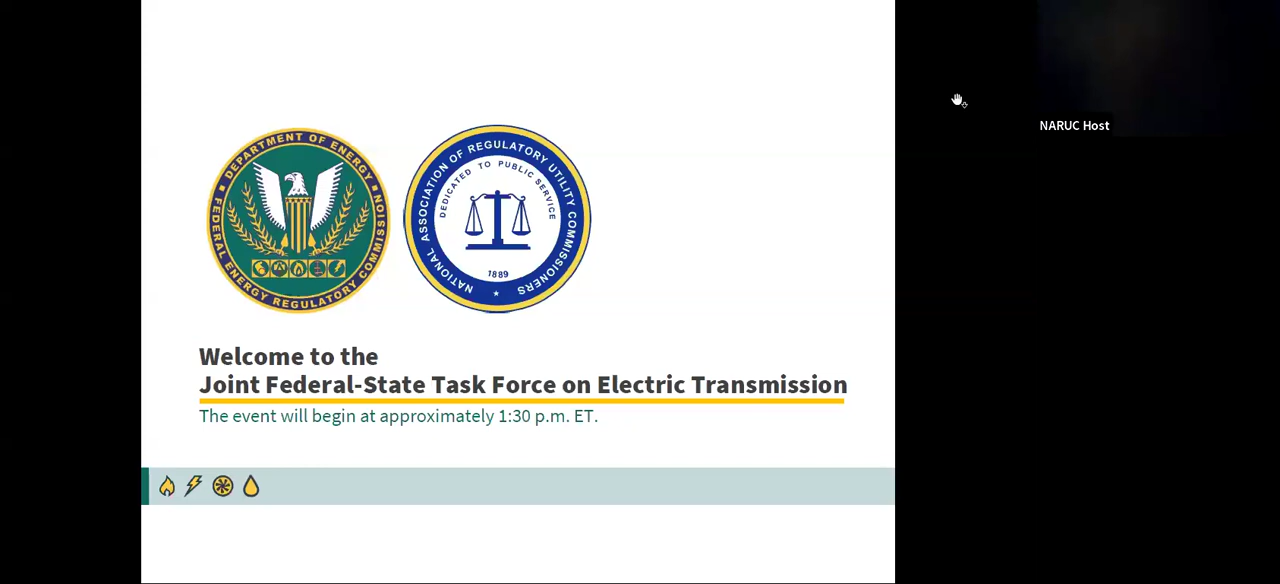 DEPARTMENT OF ENERGY
FEDERAL ENERGY REGULATORY COMMISSION
NATIONAL ASSOCIATION OF REGULATORY UTILITY COMMISSIONERS
DEDICATED TO PUBLIC SERVICE
1889
NARUC Host
Welcome to the
Joint Federal-State Task Force on Electric Transmission
The event will begin at approximately 1:30 p.m. ET.